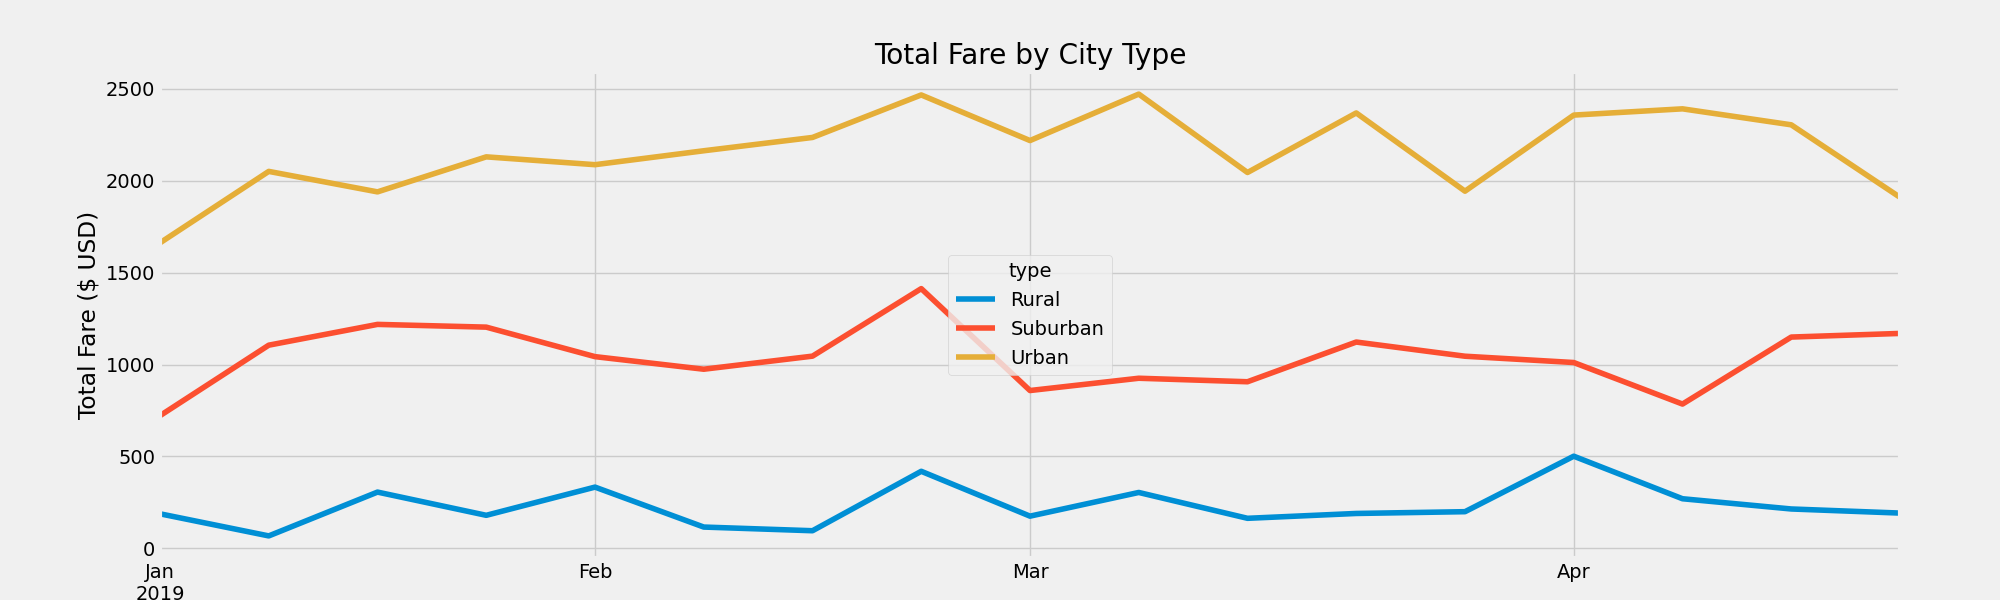 Total Fare by City Type
Total Fare ($ USD)
2500
2000
1500
1000
500
0
type
Rural
Suburban
Urban
Jan Feb Mar Apr
2019